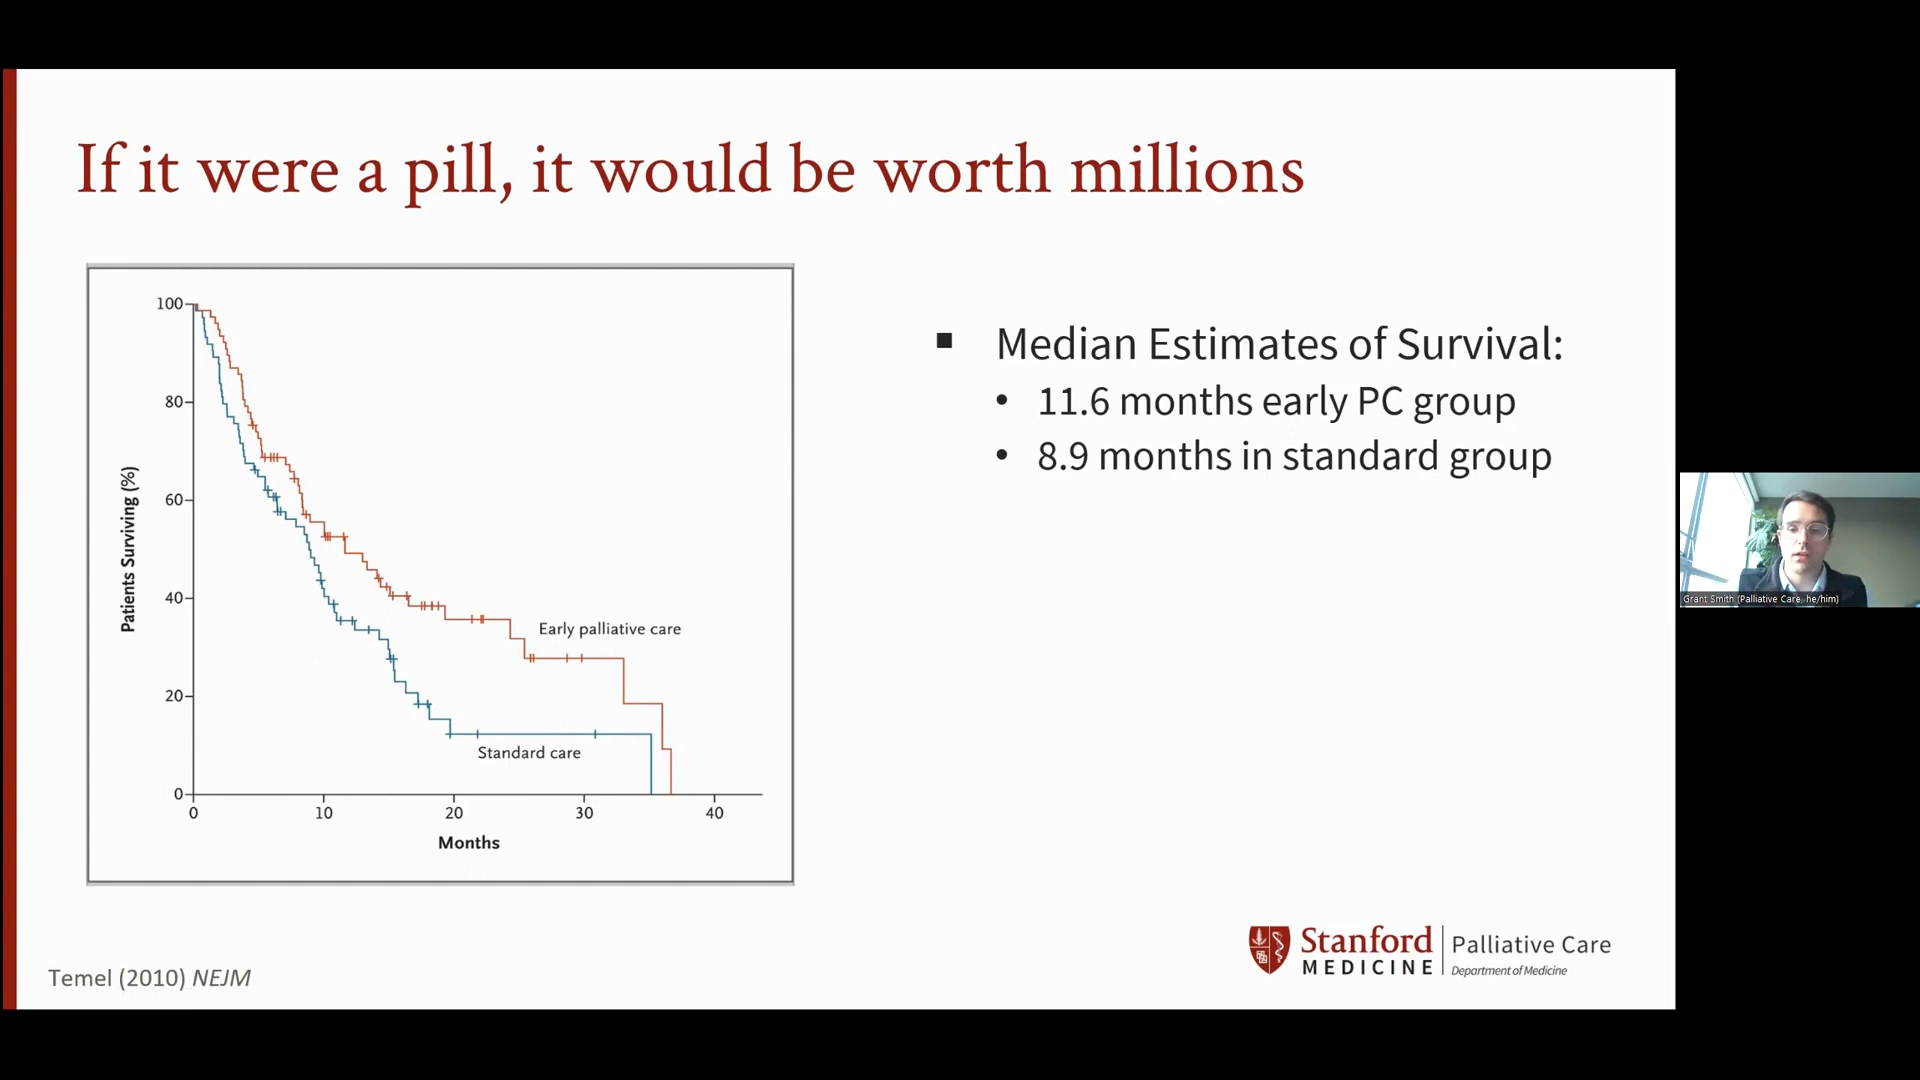 If it were a pill, it would be worth millions
100
80
60
40
20
0
Patients Surviving (%)
0 10 20 30 40
Months
Early palliative care
Standard care
■ Median Estimates of Survival:
• 11.6 months early PC group
• 8.9 months in standard group
Grant Smith (Palliative Care, he/him)
Temel (2010) NEJM
Stanford
MEDICINE
Palliative Care
Department of Medicine